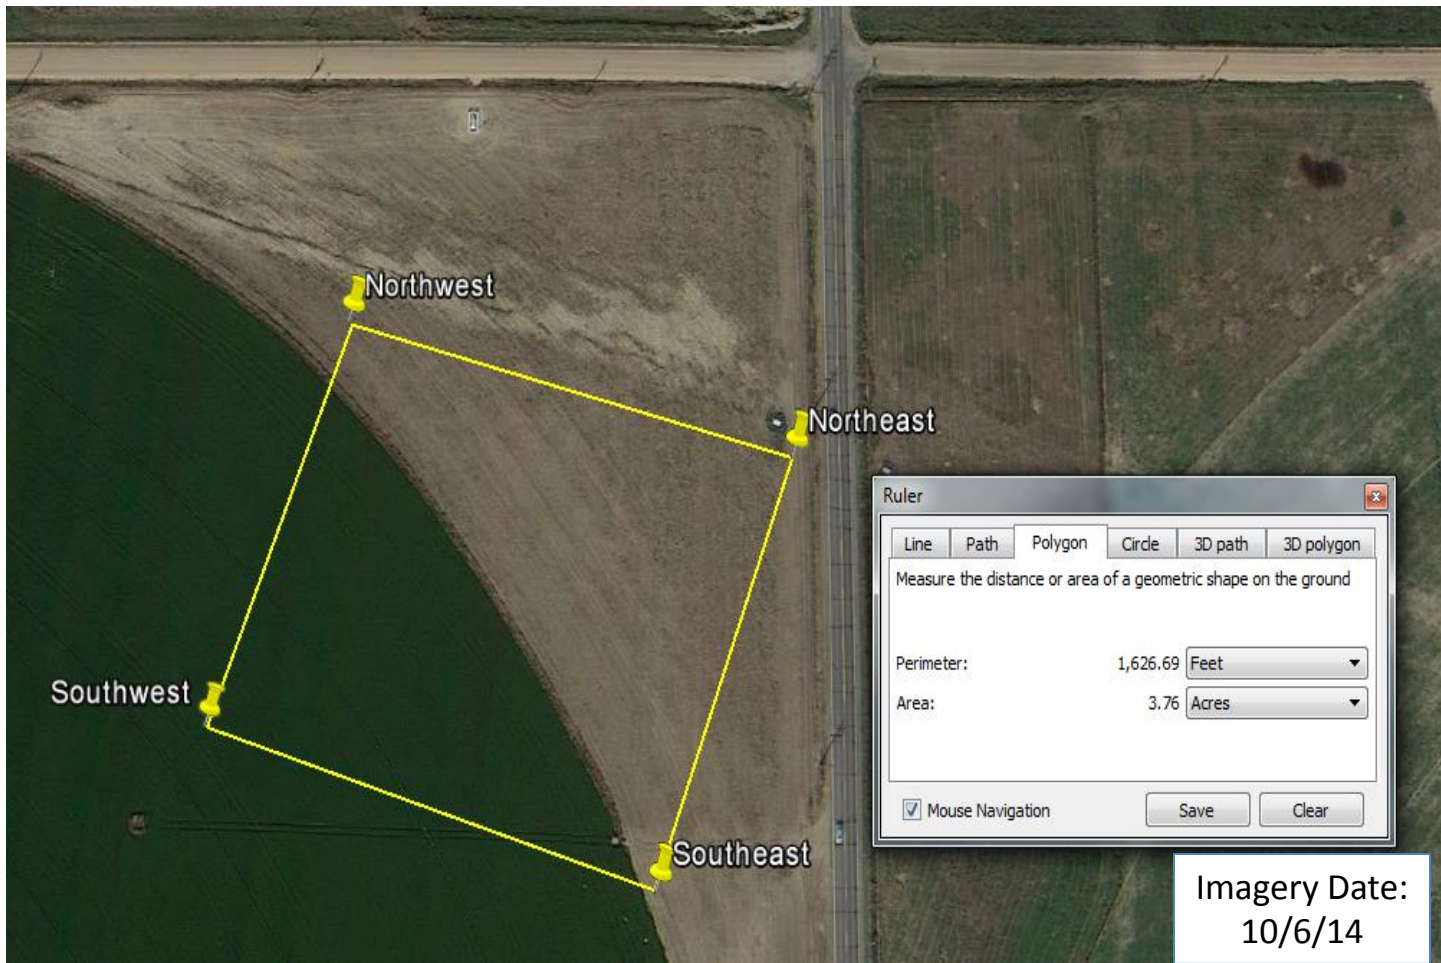 Northwest
Northeast
Ruler
Line Path Polygon Circle 3D path 3D polygon
Measure the distance or area of a geometric shape on the ground
Perimeter: 1,626.69 Feet
Southwest
Area: 3.76 Acres
Mouse Navigation Save Clear
Southeast
Imagery Date:
10/6/14